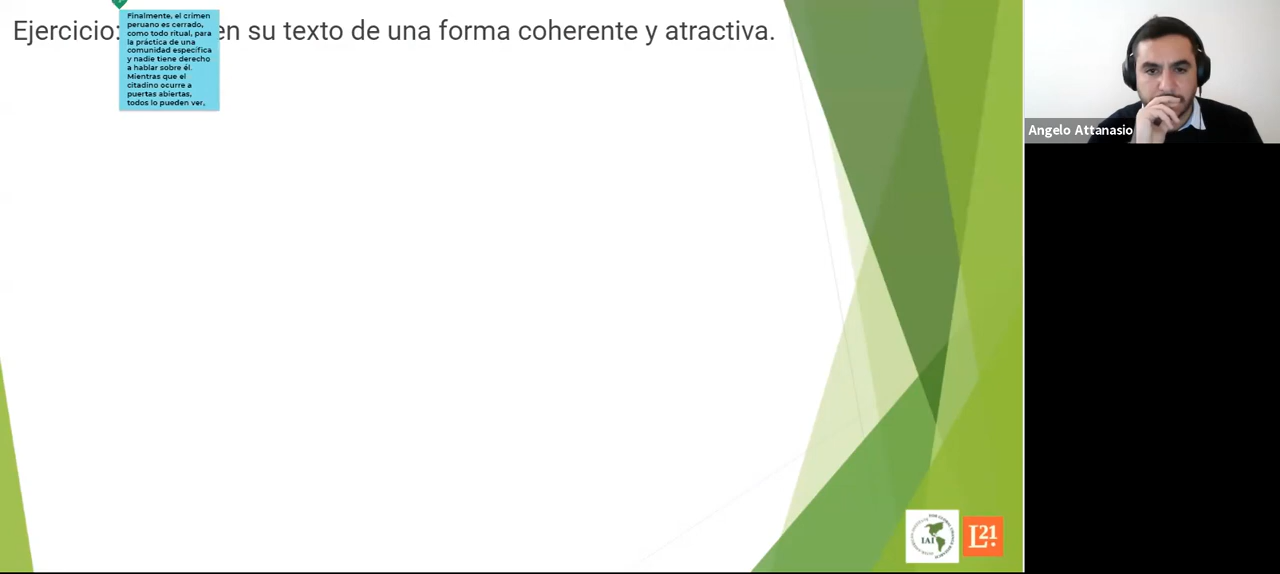 Ejercicio: en su texto de una forma coherente y atractiva.
Finalmente, el crimen
peruano es cerrado,
como todo ritual, para
la práctica de una
comunidad específica
y nadie tiene derecho
a hablar sobre él.
Mientras que el
citadino ocurre a
puertas abiertas,
todos lo pueden ver,
Angelo Attanasio
IAI
L21.